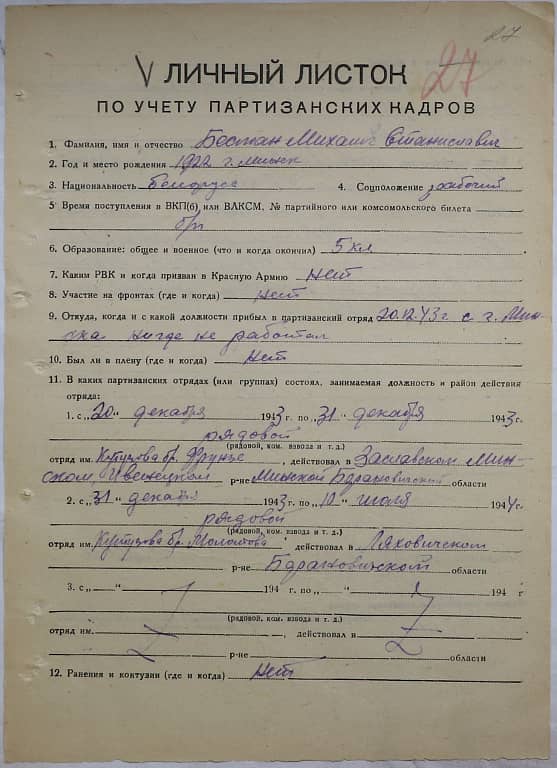 27
V ЛИЧНЫЙ ЛИСТОК 27
ПО УЧЕТУ ПАРТИЗАНСКИХ КАДРОВ
1. Фамилия, имя и отчество Бесман Михаил Станиславич
2. Год и место рождения 1922 г. Минск
3. Национальность белорусс 4. Соцположение рабочий
5. Время поступления в ВКП(б) или ВЛКСМ, № партийного или комсомольского билета
б/п
6. Образование: общее и военное (что и когда окончил) 5 кл
7. Каким РВК и когда призван в Красную Армию нет
8. Участие на фронтах (где и когда) нет
9. Откуда, когда и с какой должности прибыл в партизанский отряд 20.12.43 г. с г. Мин-
ска нигде не работал
10. Был ли в плену (где и когда) нет
11. В каких партизанских отрядах (или группах) состоял, занимаемая должность и район действия
отряда:
1. с „20" декабря 1943 г. по „31" декабря 1943 г.
рядовой
(рядовой, ком. взвода и т. д.)
отряд им. Кутузова бр. Фрунзе, действовал в Заславском Мин-
ском, Ивенецком р-не Минской Барановичской области
2. с „31" декабря 1943 г. по „10" июля 1944 г.
рядовой
(рядовой, ком. взвода и т. д.)
отряд им. Кутузова бр. Молотова, действовал в Ляховичском
р-не Барановичской области
3. с „ " 194 г. по „ " 194 г
(рядовой, ком. взвода и т. д.)
отряд им. , действовал в
р-не области
12. Ранения и контузии (где и когда) нет